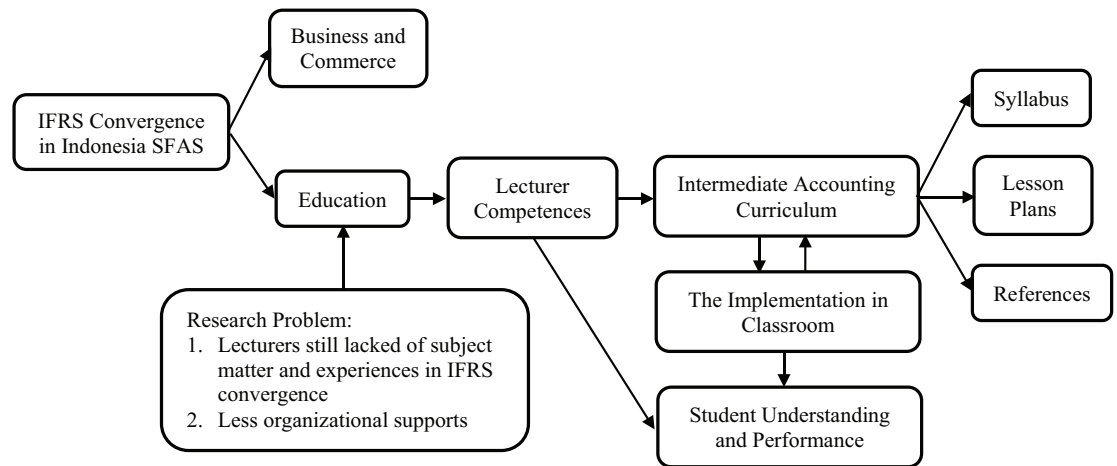 Business and
Commerce
IFRS Convergence
in Indonesia SFAS
Education
Lecturer
Competences
Intermediate Accounting
Curriculum
Syllabus
Lesson
Plans
References
The Implementation in
Classroom
Student Understanding
and Performance
Research Problem:
1. Lecturers still lacked of subject
matter and experiences in IFRS
convergence
2. Less organizational supports